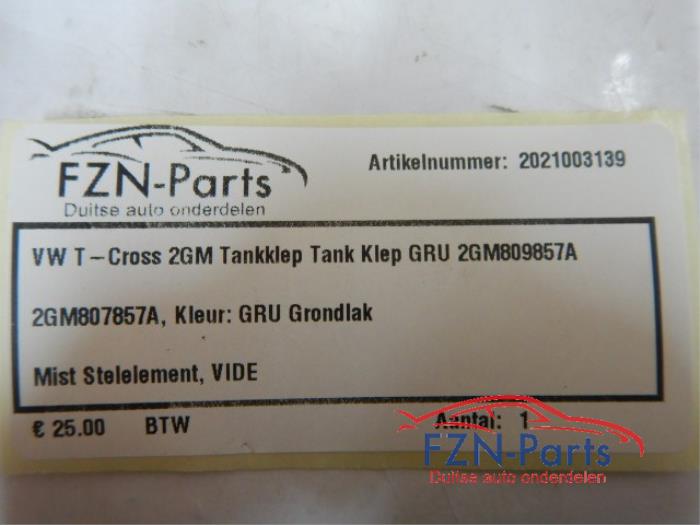 FZN-Parts
Duitse auto onderdelen
Artikelnummer: 2021003139
VW T-Cross 2GM Tankklep Tank Klep GRU 2GM809857A
2GM807857A, Kleur: GRU Grondlak
Mist Stelelement, VIDE
€ 25.00 BTW Aantal: 1
FZN-Parts
Duitse auto onderdelen